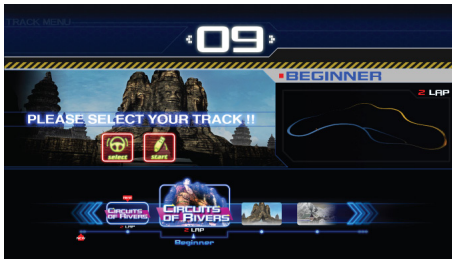 TRACK MENU
09
BEGINNER
2 LAP
PLEASE SELECT YOUR TRACK !!
select
start
NEW
CIRCUITS
OF RIVERS
2 LAP
CIRCUITS
OF RIVERS
2 LAP
Beginner
NEW